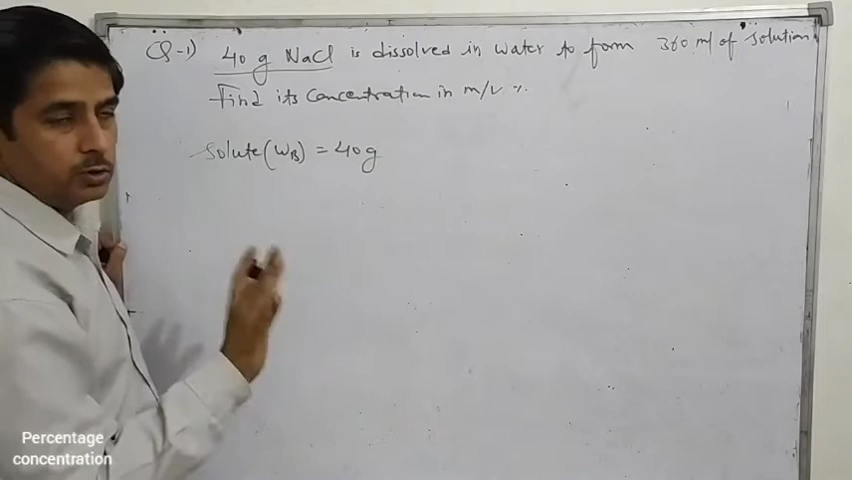 Q-1) 40 g NaCl is dissolved in water to form 360 ml of solution.
Find its concentration in m/v %.
Solute (WB) = 40g
Percentage
concentration